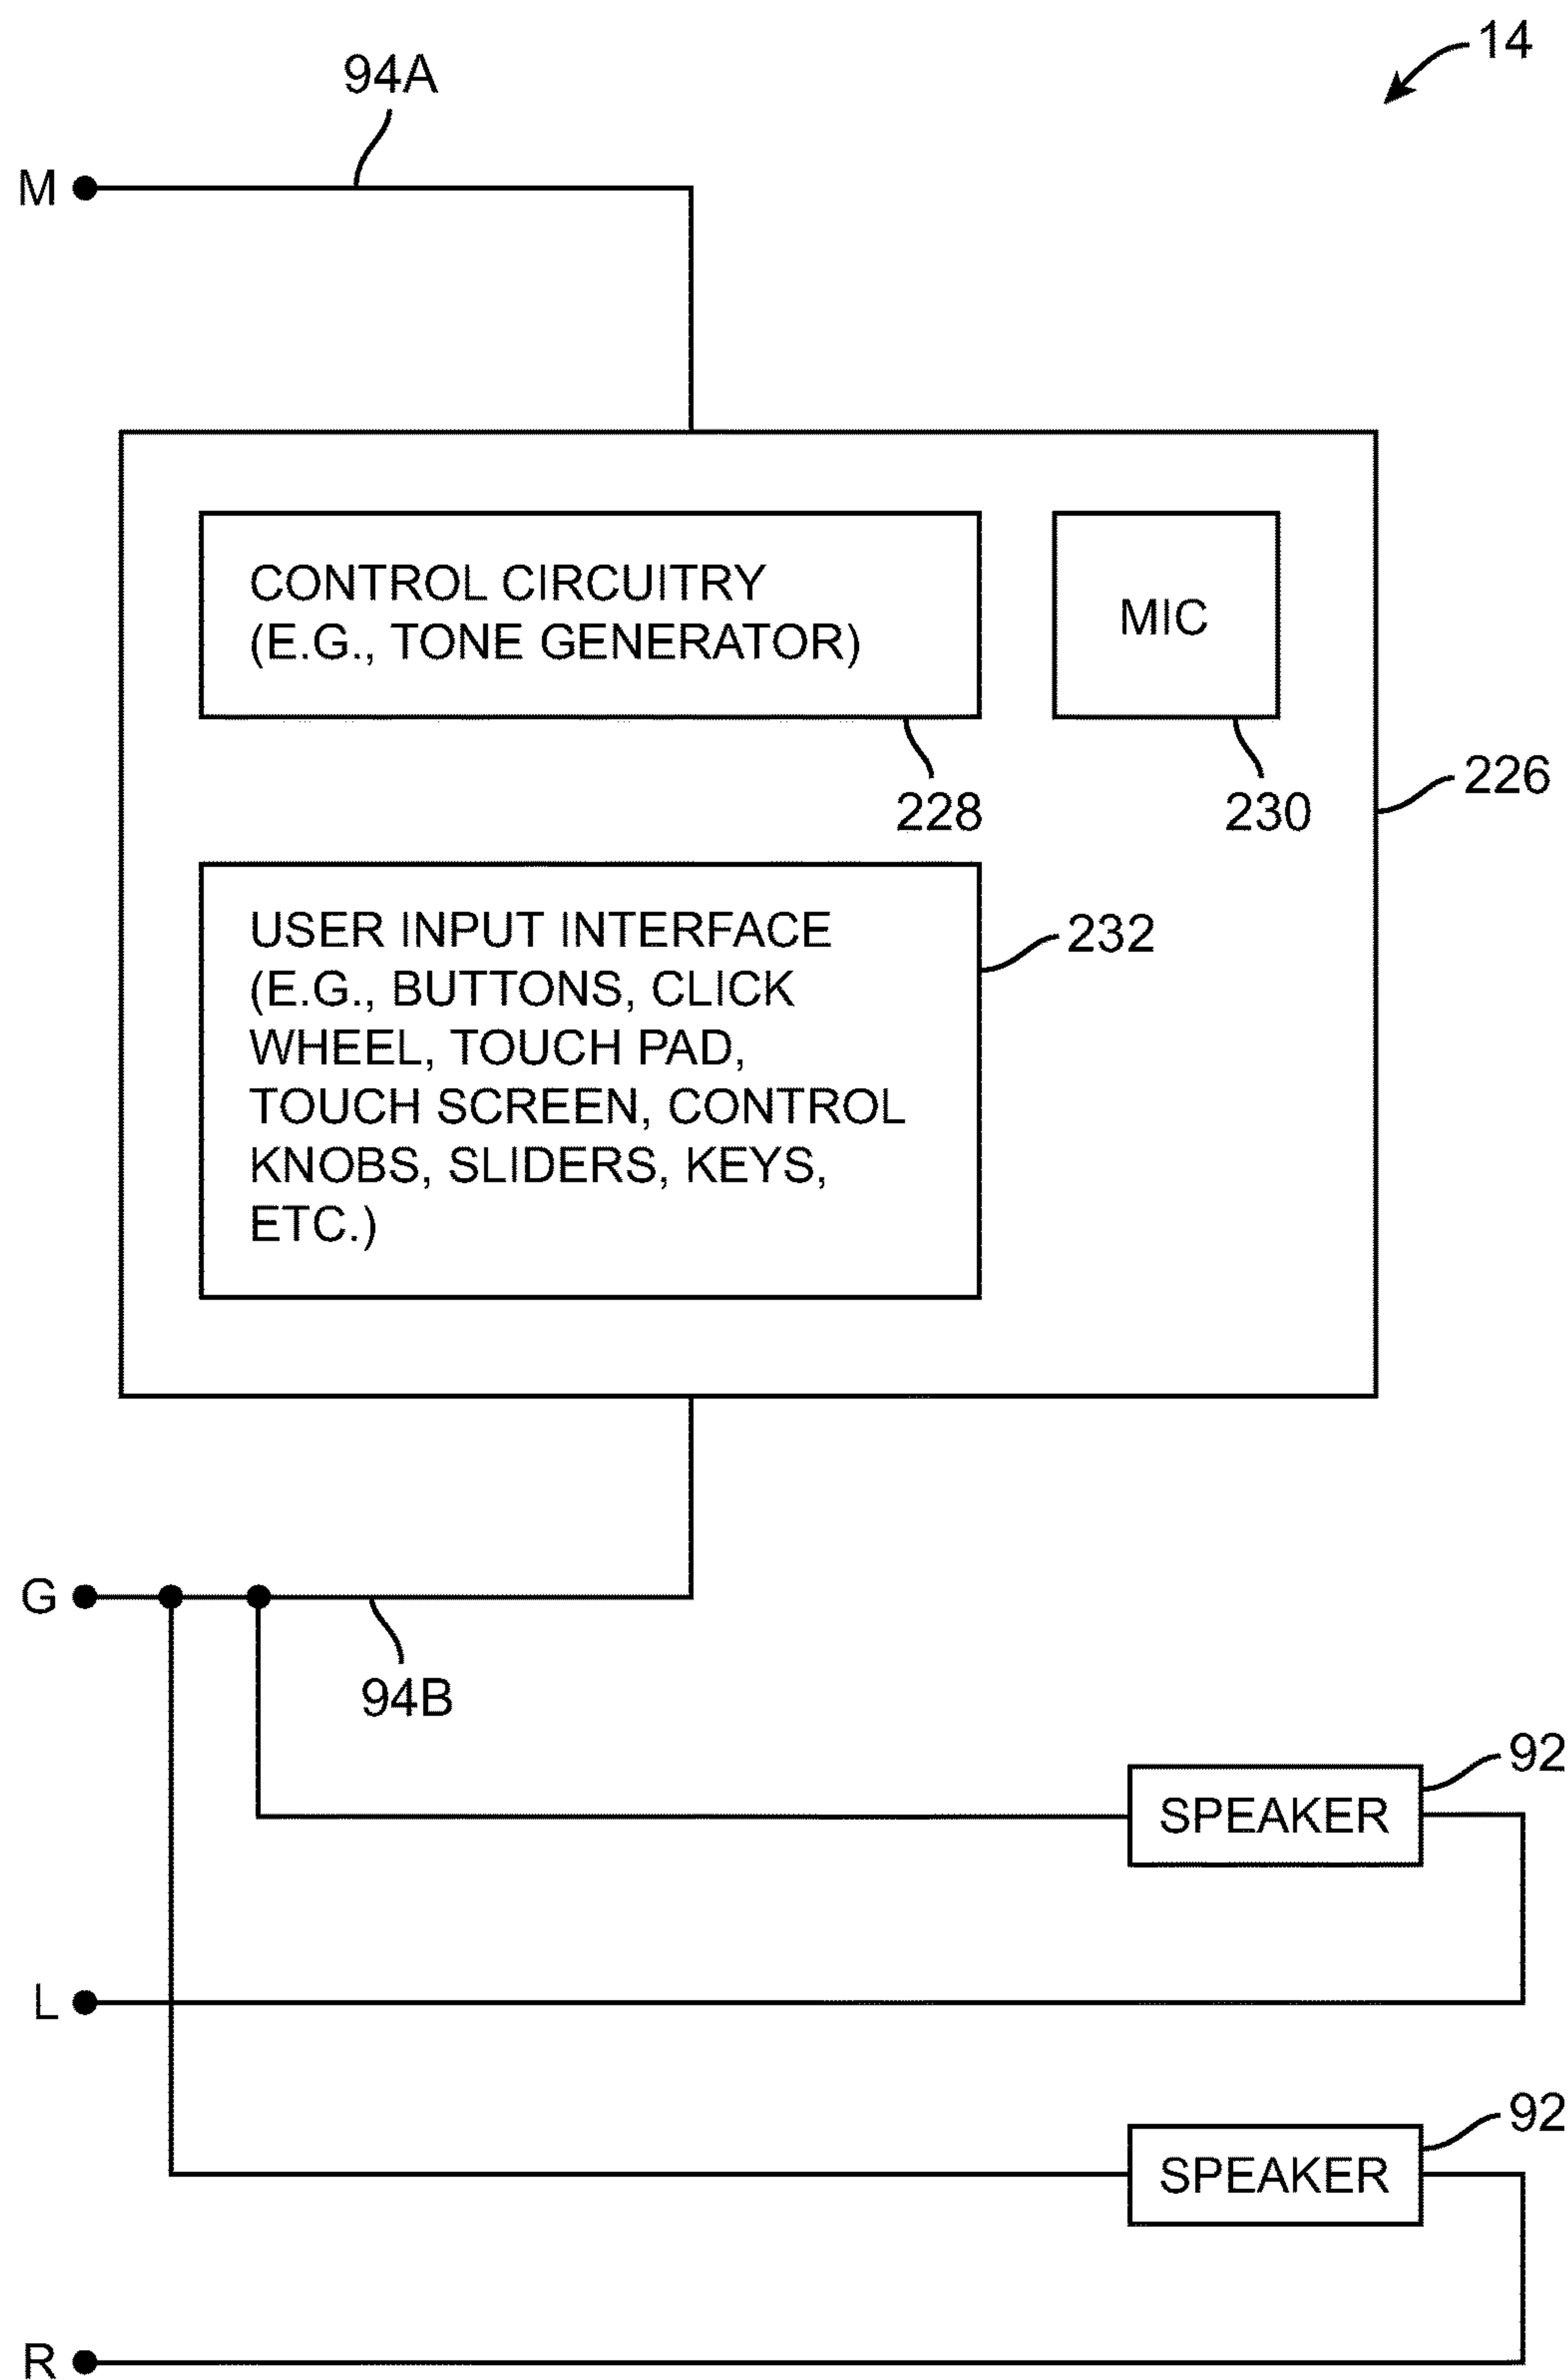 14
94A
M
CONTROL CIRCUITRY
(E.G., TONE GENERATOR)
MIC
226
228
230
USER INPUT INTERFACE
(E.G., BUTTONS, CLICK
WHEEL, TOUCH PAD,
TOUCH SCREEN, CONTROL
KNOBS, SLIDERS, KEYS,
ETC.)
232
G
94B
92
SPEAKER
L
92
SPEAKER
R